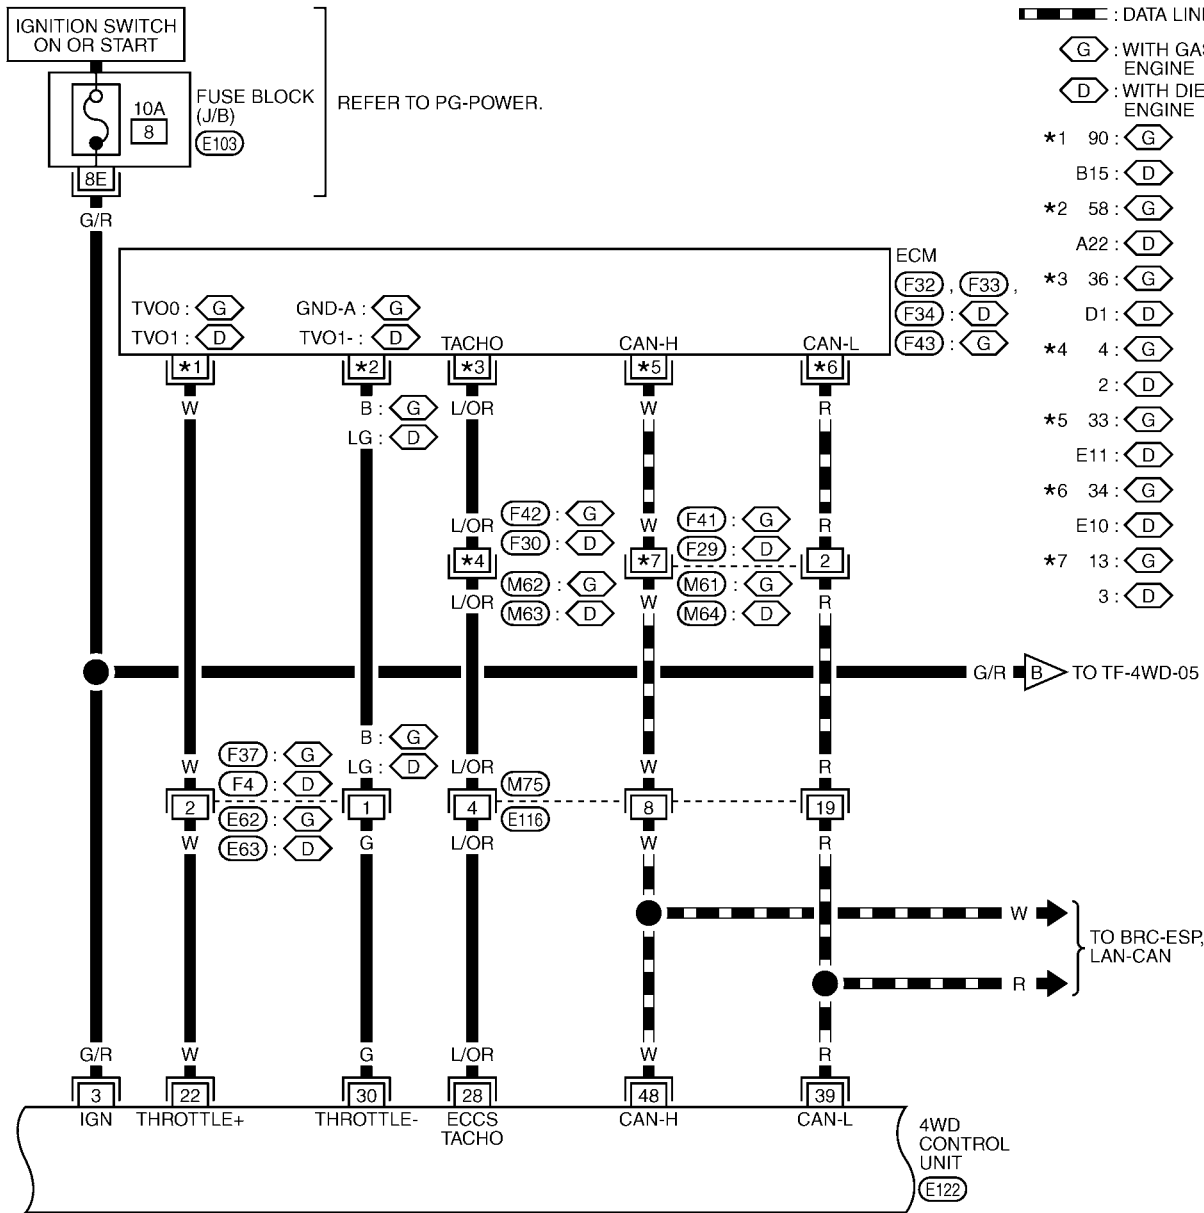 IGNITION SWITCH
ON OR START
10A
8
FUSE BLOCK
(J/B)
E103
REFER TO PG-POWER.
8E
G/R
: DATA LIN
G : WITH GA
ENGINE
D : WITH DIE
ENGINE
*1 90 : G
B15 : D
*2 58 : G
A22 : D
*3 36 : G
D1 : D
*4 4 : G
2 : D
*5 33 : G
E11 : D
*6 34 : G
E10 : D
*7 13 : G
3 : D
ECM
F32 , F33 ,
F34 : D
F43 : G
TVO0 : G GND-A : G
TVO1 : D TVO1- : D TACHO CAN-H CAN-L
*1 *2 *3 *5 *6
W B : G L/OR W R
LG : D
L/OR F42 : G W F41 : G R
F30 : D F29 : D
*4 *7 2
M62 : G M61 : G
L/OR M63 : D W M64 : D R
G/R B TO TF-4WD-05
B : G
W F37 : G LG : D L/OR M75 W R
F4 : D
2 1 4 8 19
E62 : G E116
W E63 : D G L/OR W R
W
TO BRC-ESP,
LAN-CAN
R
G/R W G L/OR W R
3 22 30 28 48 39
IGN THROTTLE+ THROTTLE- ECCS CAN-H CAN-L
TACHO
4WD
CONTROL
UNIT
E122